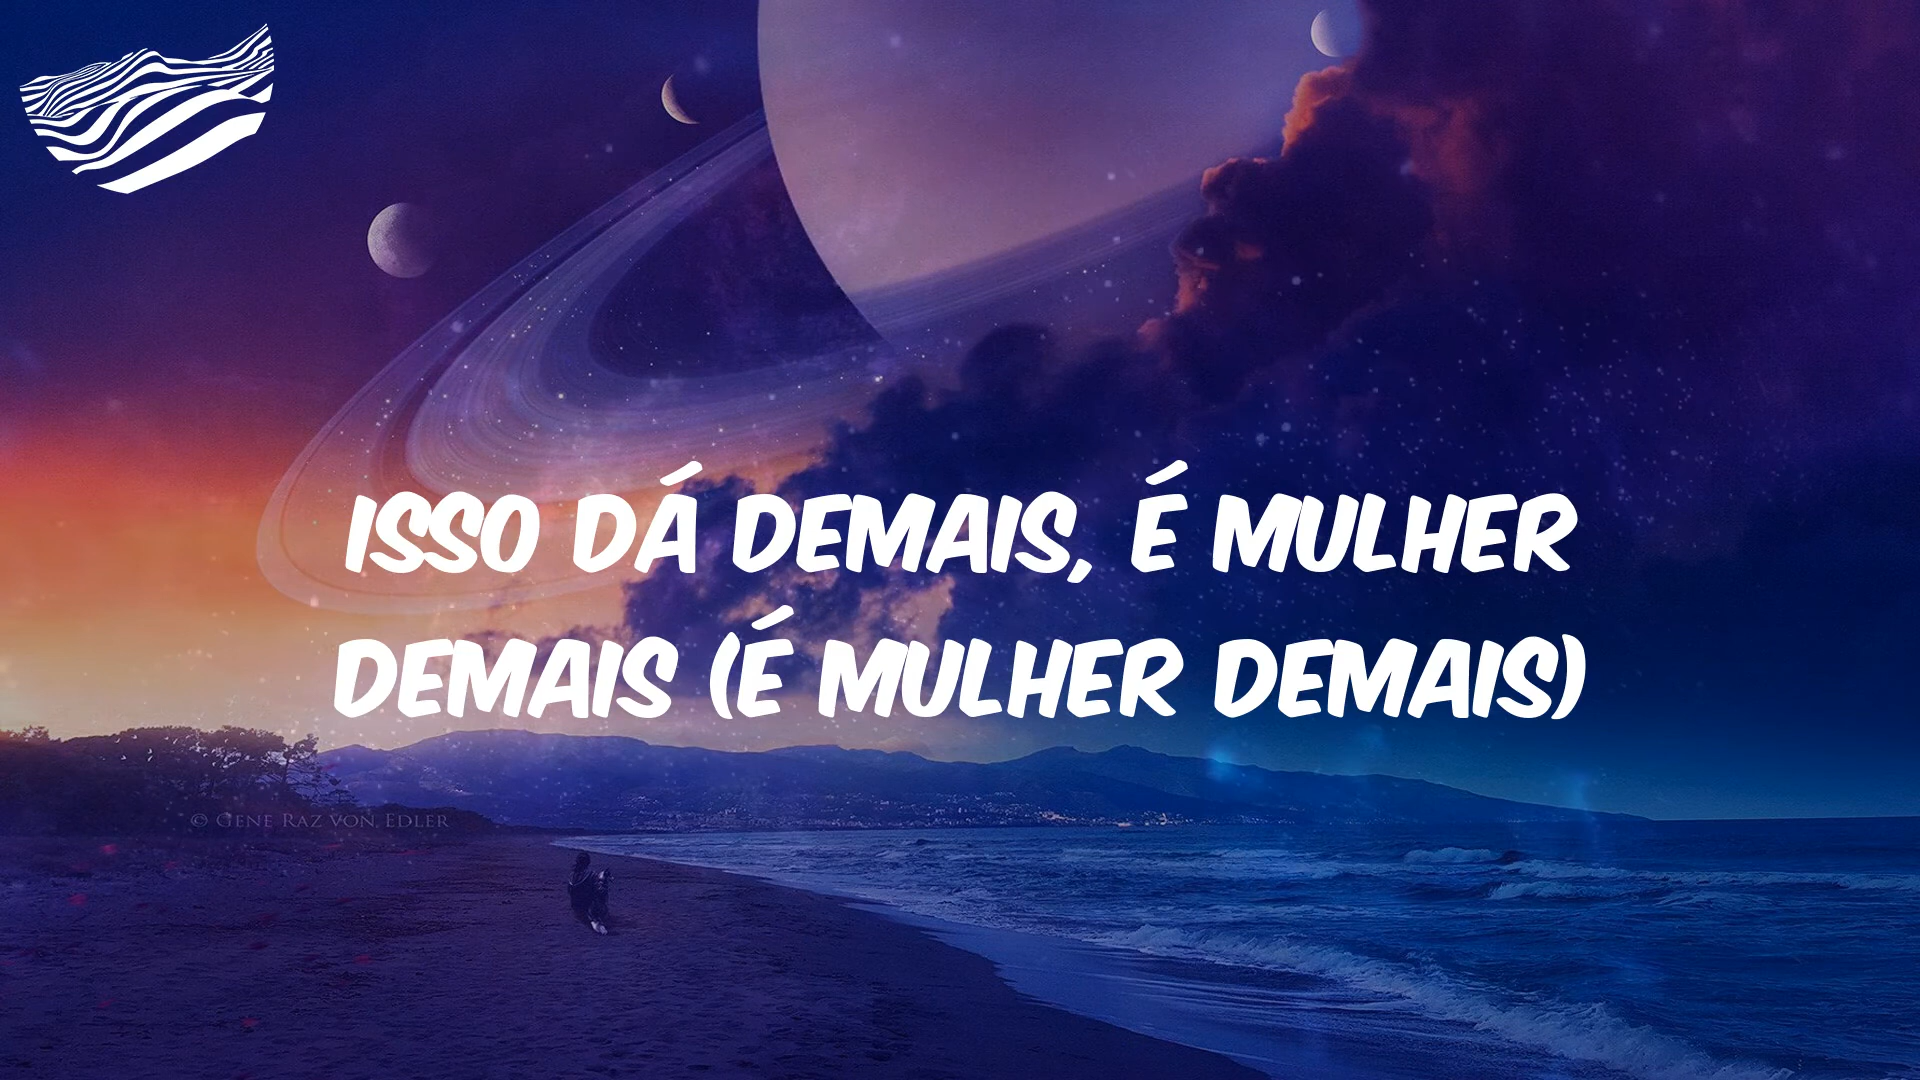 ISSO DÁ DEMAIS, É MULHER
DEMAIS (É MULHER DEMAIS)
© GENE RAZ VON EDLER